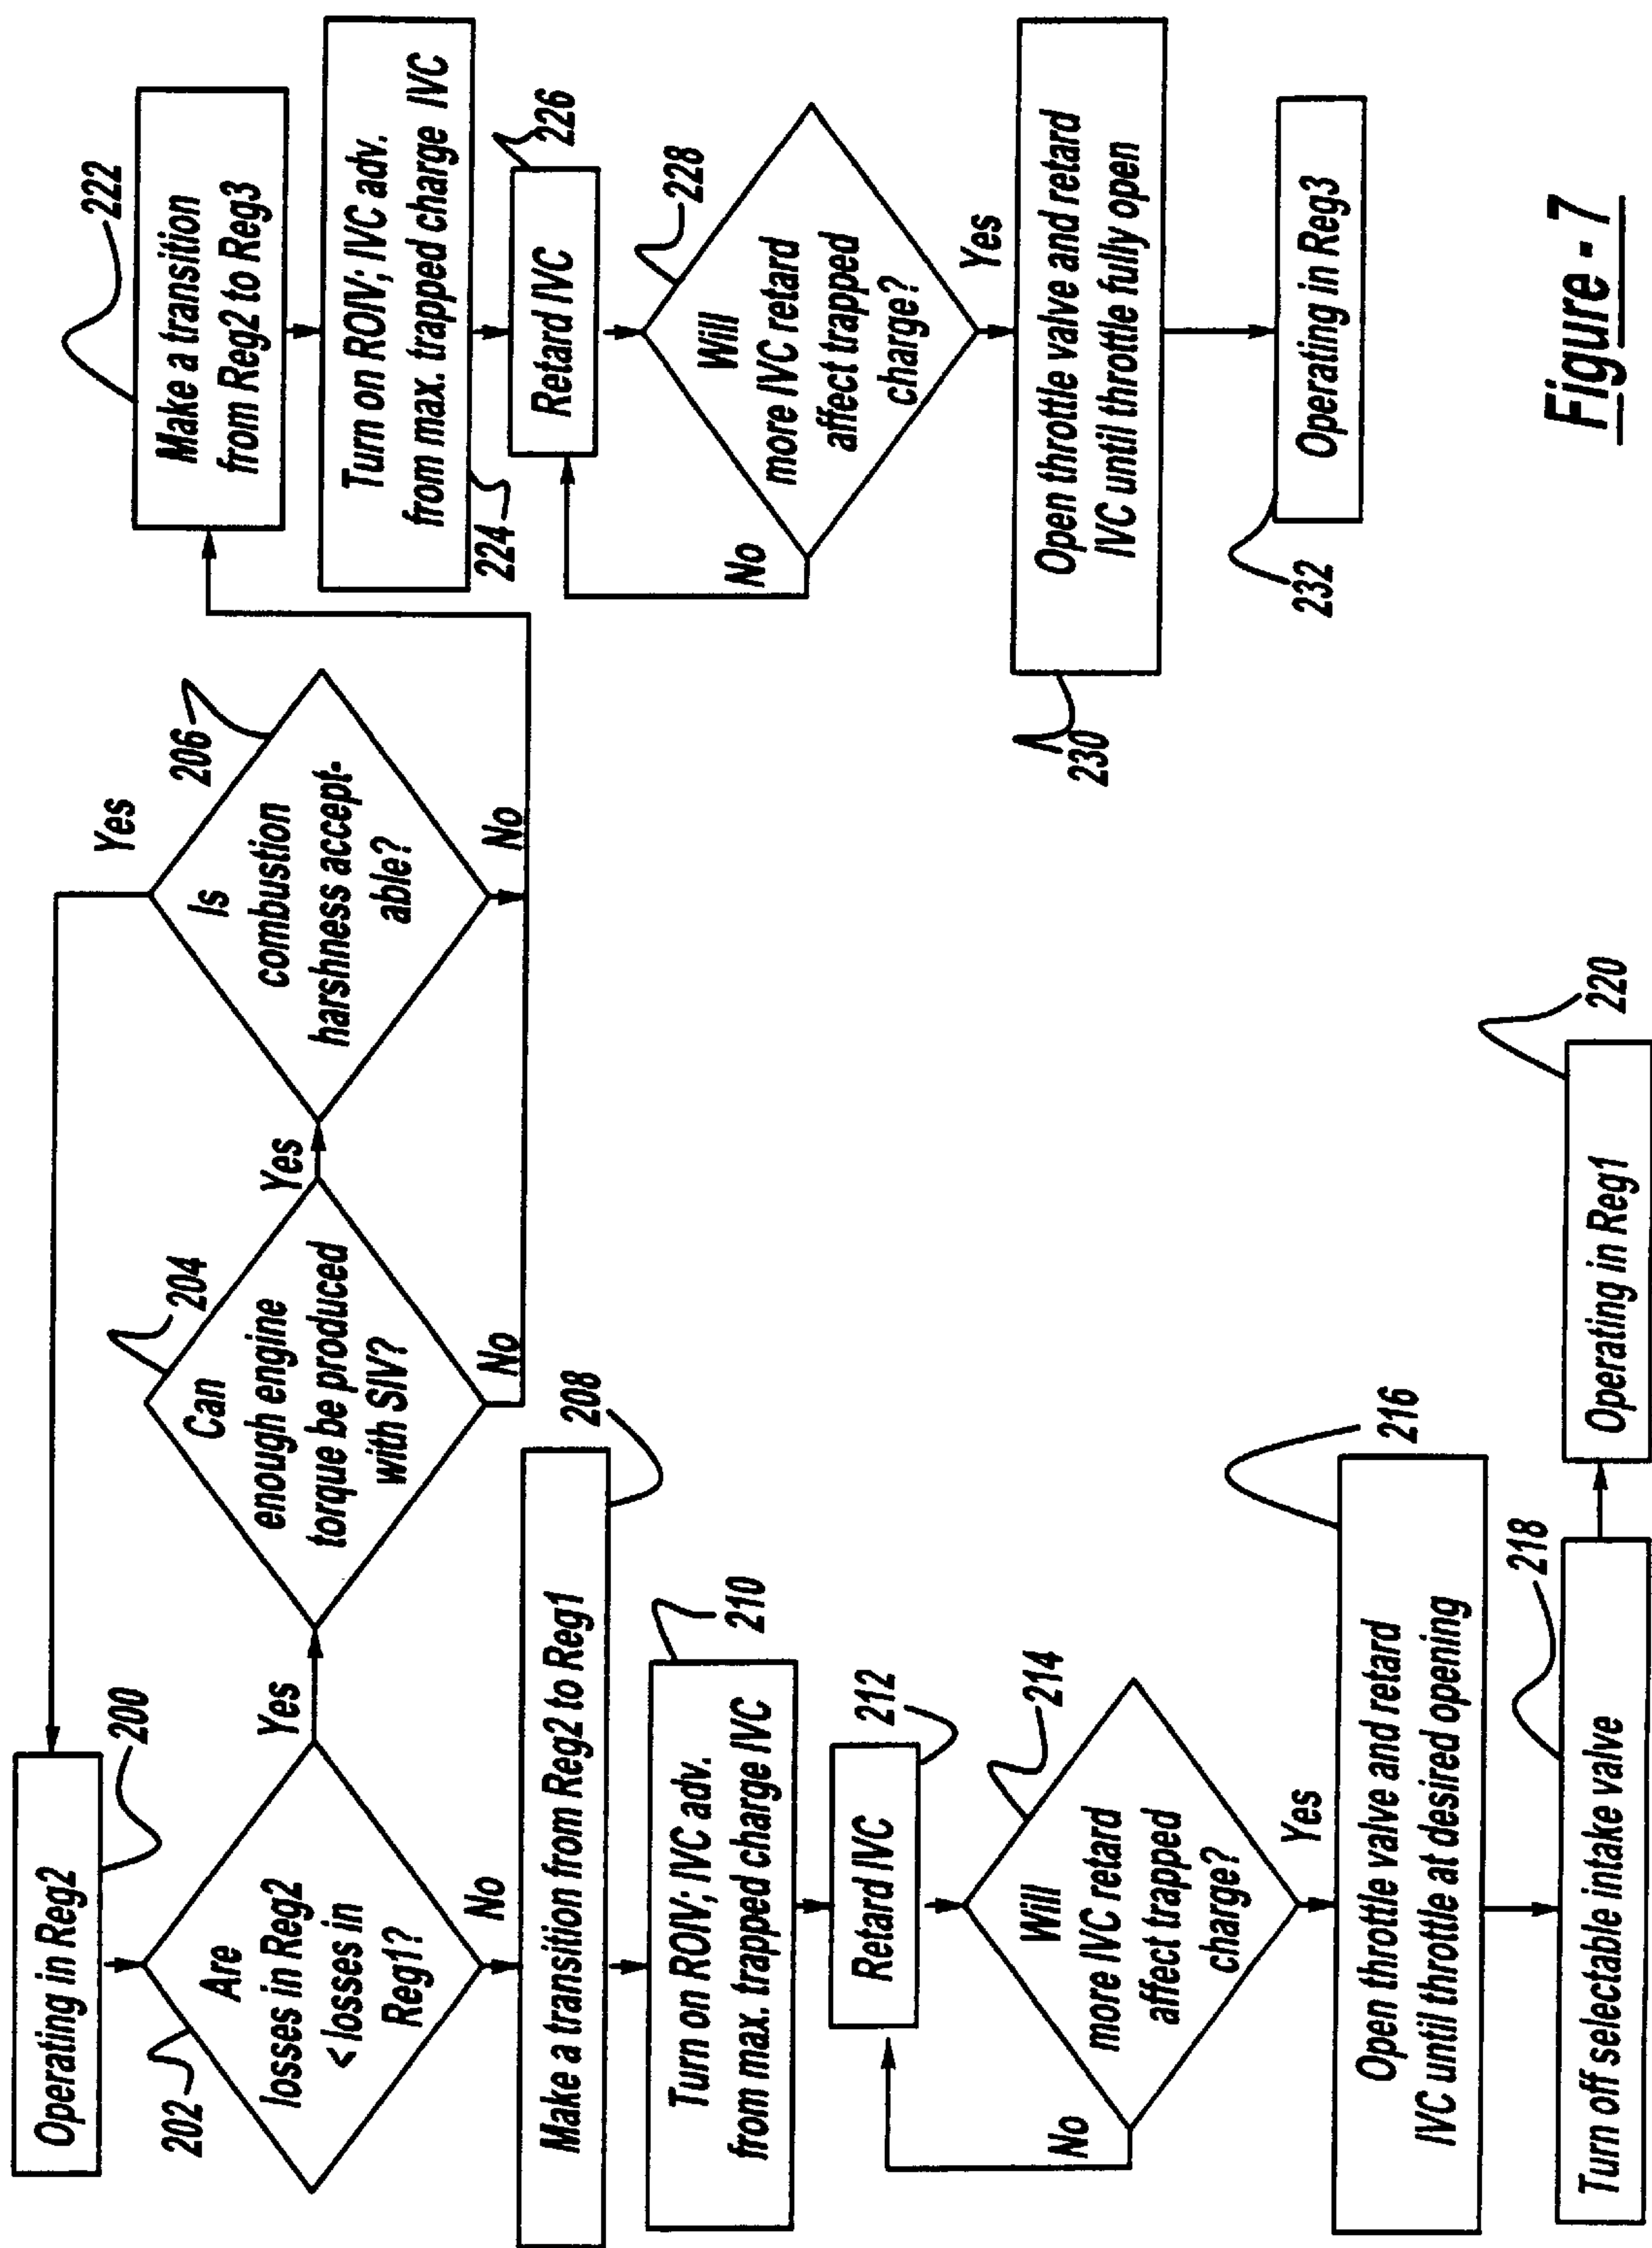 Operating in Reg2
200
Are
losses in Reg2
< losses in
Reg1?
202
Yes
No
Can
enough engine
torque be produced
with SIV?
204
Yes
No
Is
combustion
harshness accept-
able?
206
Yes
No
Make a transition from Reg2 to Reg1
208
Turn on ROIV; IVC adv.
from max. trapped charge IVC
210
Retard IVC
212
Will
more IVC retard
affect trapped
charge?
214
No
Yes
Open throttle valve and retard
IVC until throttle at desired opening
216
Turn off selectable intake valve
218
Operating in Reg1
220
Make a transition
from Reg2 to Reg3
222
Turn on ROIV; IVC adv.
from max. trapped charge IVC
224
Retard IVC
226
Will
more IVC retard
affect trapped
charge?
228
No
Yes
Open throttle valve and retard
IVC until throttle fully open
230
Operating in Reg3
232
Figure - 7